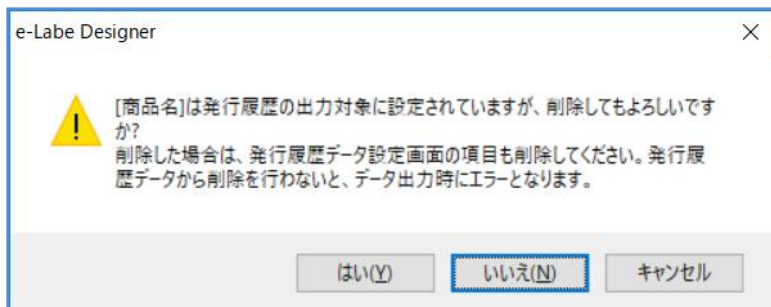 e-Labe Designer
[商品名]は発行履歴の出力対象に設定されていますが、削除してもよろしいです
か?
削除した場合は、発行履歴データ設定画面の項目も削除してください。発行履
歴データから削除を行わないと、データ出力時にエラーとなります。
はい(Y) いいえ(N) キャンセル